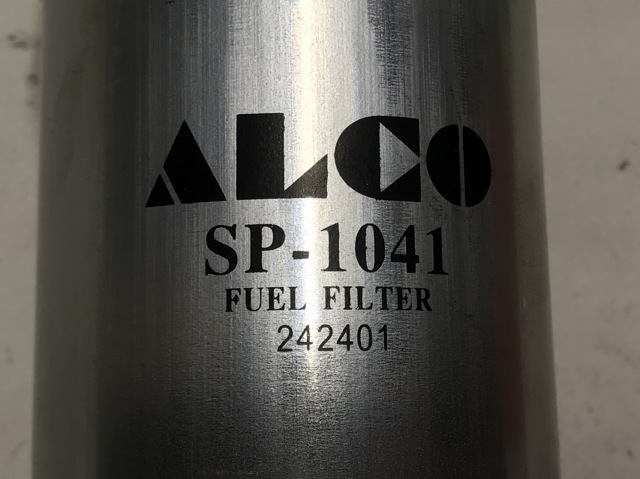 ALCO
SP-1041
FUEL FILTER
242401